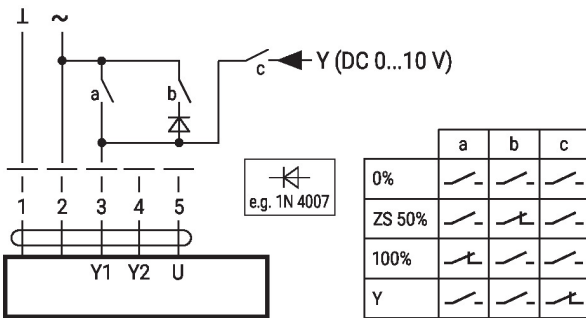 ⊥ ~
a b c Y (DC 0...10 V)
e.g. 1N 4007
1 2 3 4 5
Y1 Y2 U
a b c
0%
ZS 50%
100%
Y